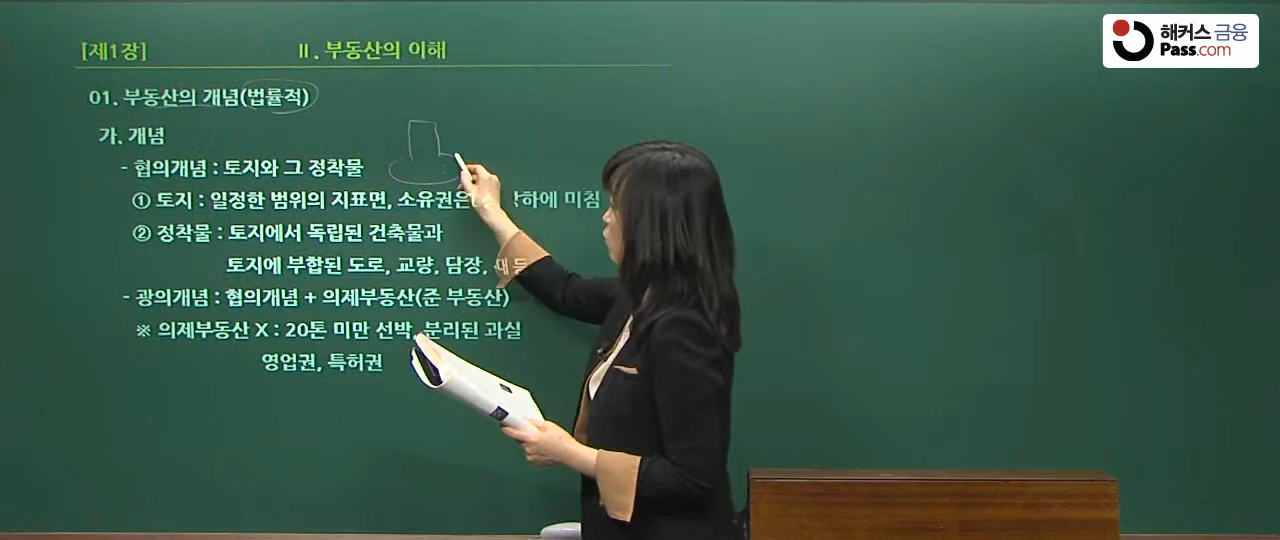 해커스 금융
Pass.com
[제1장] II. 부동산의 이해
01. 부동산의 개념(법률적)
가. 개념
- 협의개념 : 토지와 그 정착물
① 토지 : 일정한 범위의 지표면, 소유권은 하에 미침
② 정착물 : 토지에서 독립된 건축물과
토지에 부합된 도로, 교량, 담장, 등
- 광의개념 : 협의개념 + 의제부동산(준 부동산)
※ 의제부동산 X : 20톤 미만 선박, 분리된 과실
영업권, 특허권